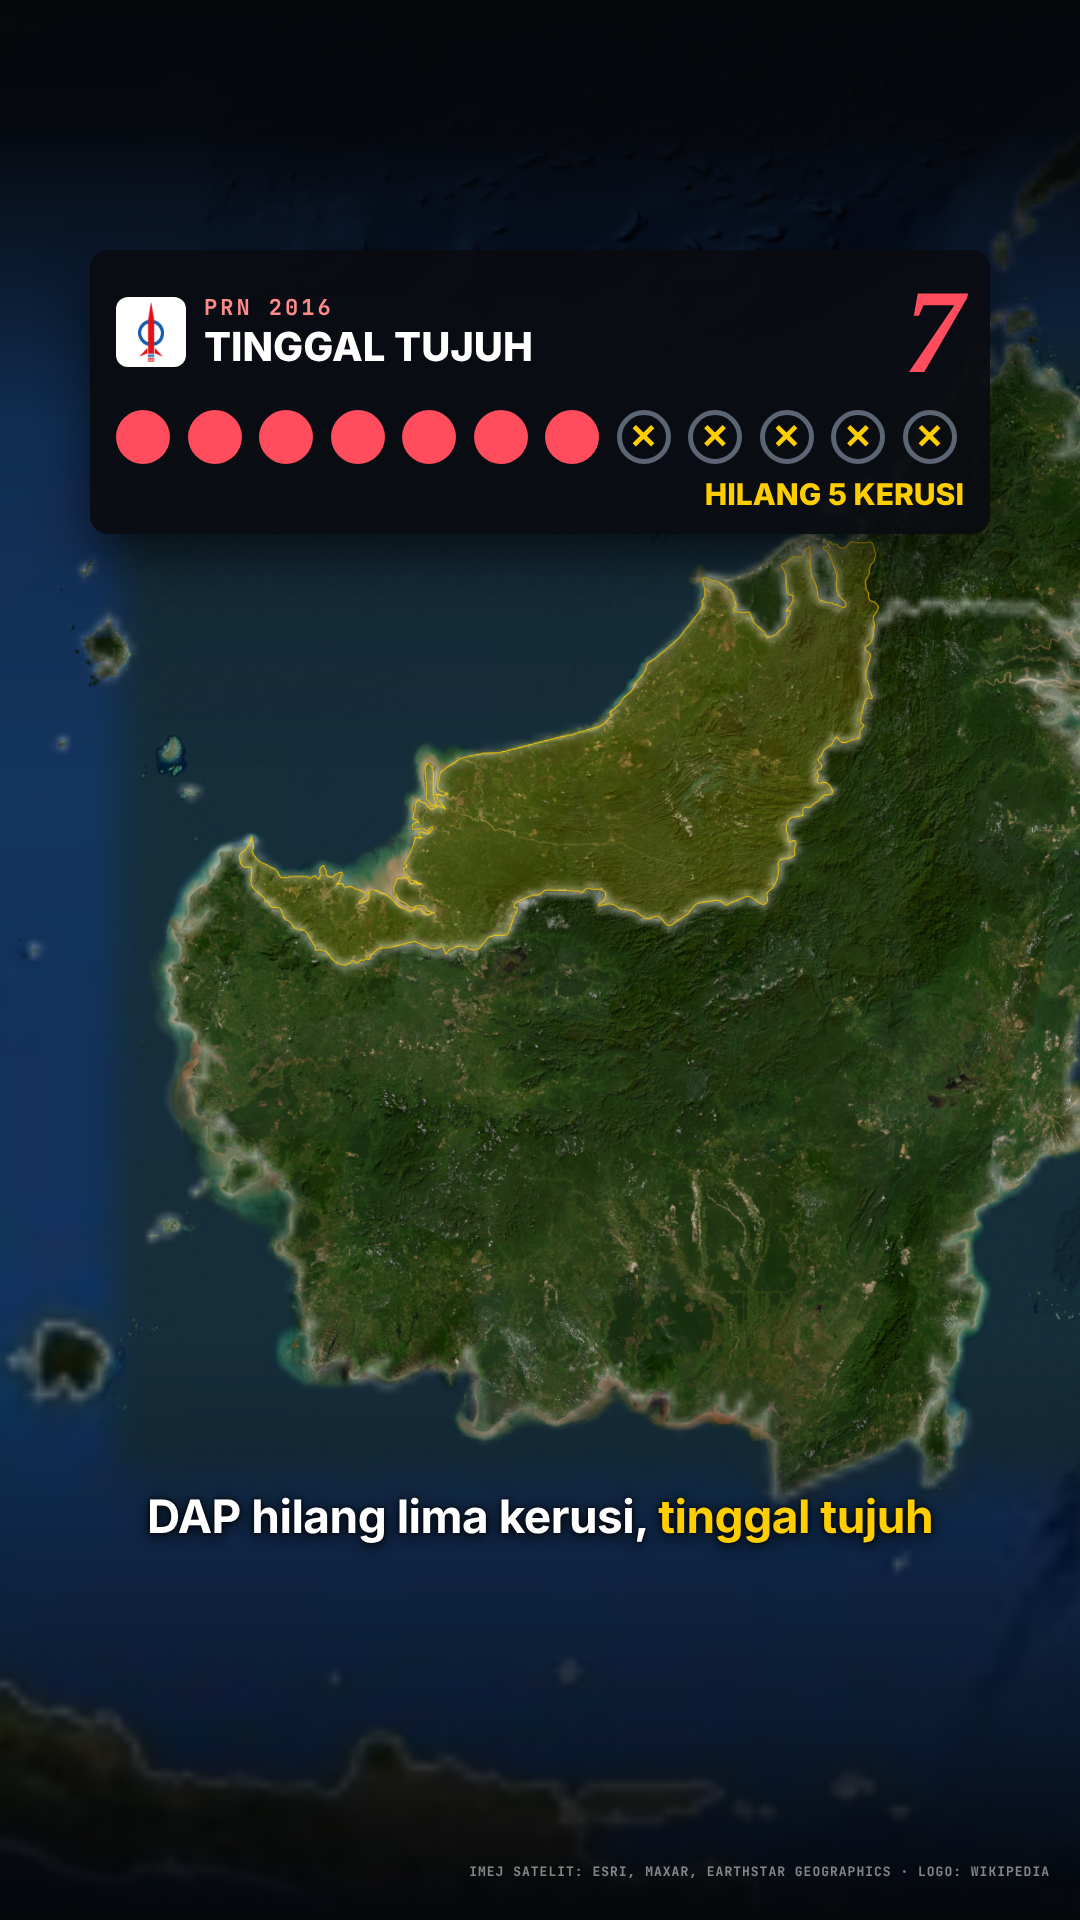 PRN 2016
TINGGAL TUJUH
7
HILANG 5 KERUSI
DAP hilang lima kerusi, tinggal tujuh
IMEJ SATELIT: ESRI, MAXAR, EARTHSTAR GEOGRAPHICS · LOGO: WIKIPEDIA